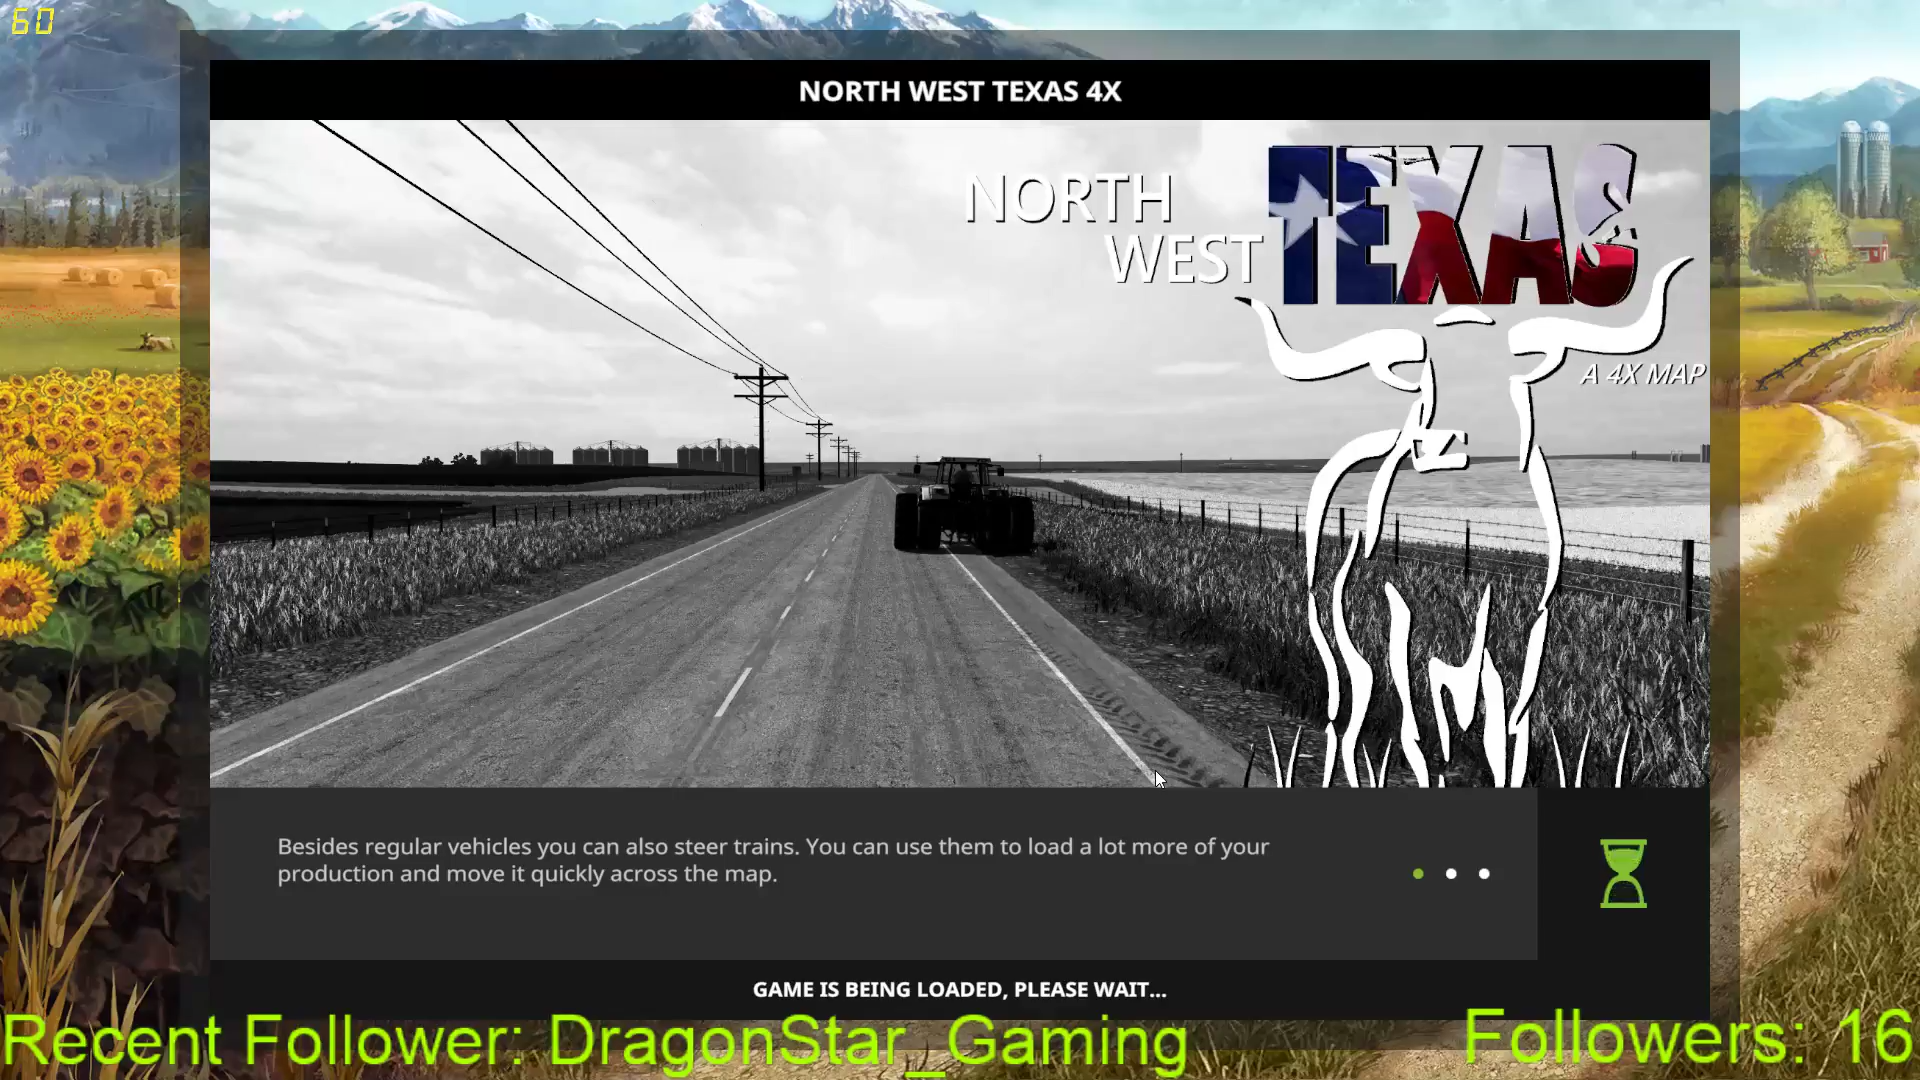 60
NORTH WEST TEXAS 4X
NORTH
WEST
TEXAS
A 4X MAP
Besides regular vehicles you can also steer trains. You can use them to load a lot more of your
production and move it quickly across the map.
GAME IS BEING LOADED, PLEASE WAIT...
Recent Follower: DragonStar_Gaming
Followers: 16